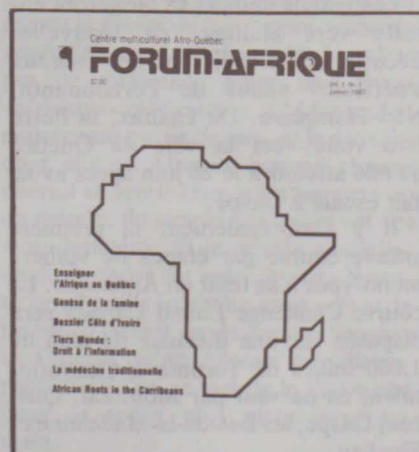 Centre multiculturel Afro-Québec
FORUM-AFRIQUE
Enseigner
l'Afrique au Québec
Genèse de la famine
Dossier Côte d'Ivoire
Tiers Monde :
Droit à l'information
La médecine traditionnelle
African Roots in the Carribeans